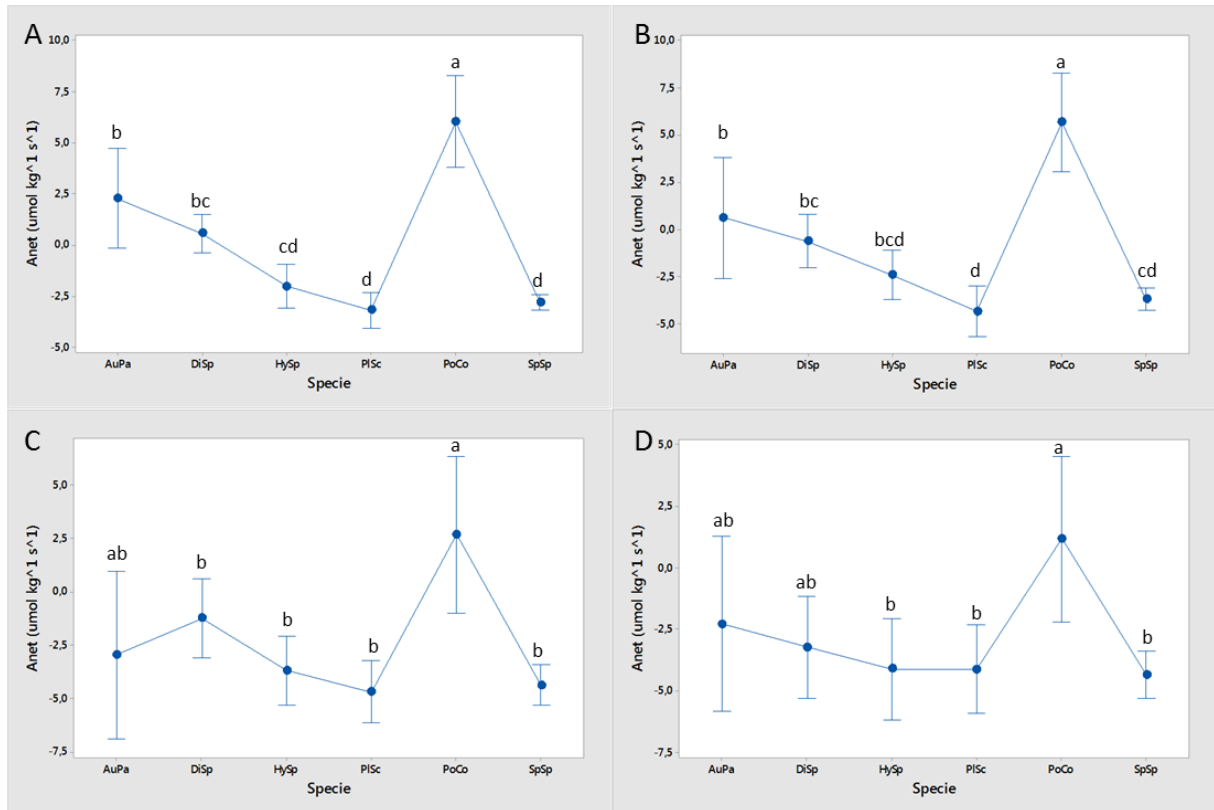 A
Anet (umol kg^1 s^1)
10,0
7,5
5,0
2,5
0,0
-2,5
-5,0
b bc cd d a d
AuPa DiSp HySp PlSc PoCo SpSp
Specie
B
Anet (umol kg^1 s^1)
10,0
7,5
5,0
2,5
0,0
-2,5
-5,0
b bc bcd d a cd
AuPa DiSp HySp PlSc PoCo SpSp
Specie
C
Anet (umol kg^1 s^1)
5,0
2,5
0,0
-2,5
-5,0
-7,5
ab b b b a b
AuPa DiSp HySp PlSc PoCo SpSp
Specie
D
Anet (umol kg^1 s^1)
5,0
2,5
0,0
-2,5
-5,0
-7,5
ab ab b b a b
AuPa DiSp HySp PlSc PoCo SpSp
Specie